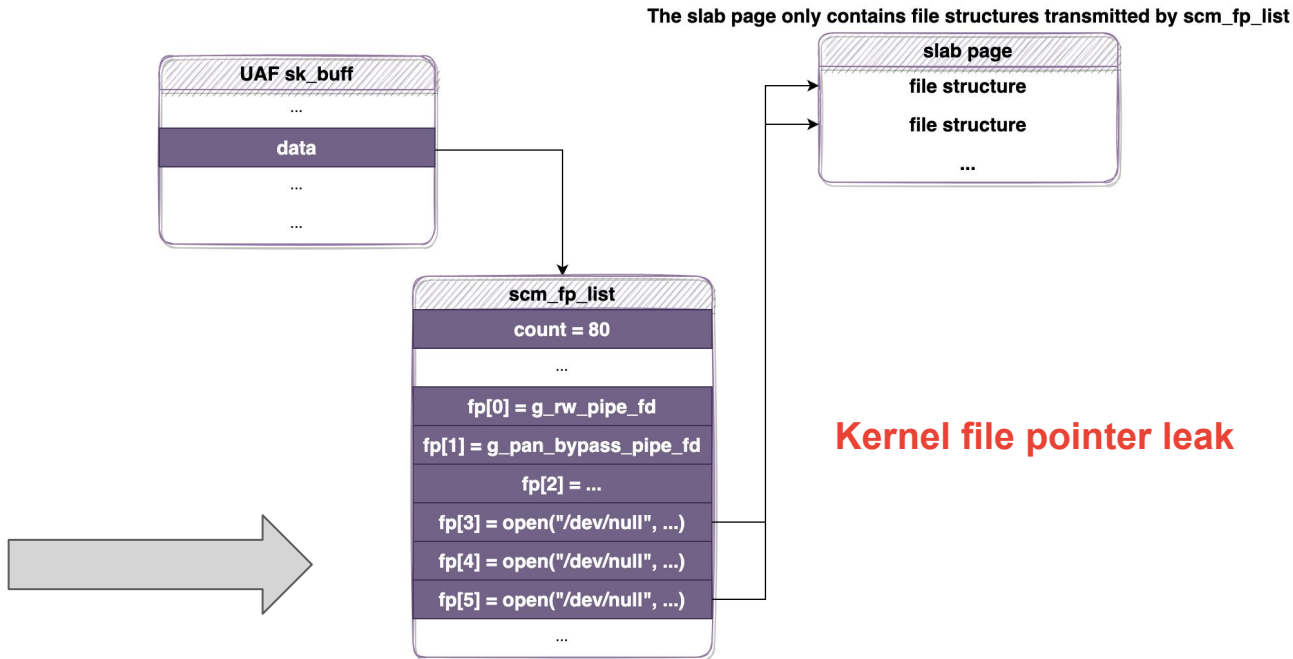 The slab page only contains file structures transmitted by scm_fp_list
UAF sk_buff
...
data
...
...
slab page
file structure
file structure
...
scm_fp_list
count = 80
...
fp[0] = g_rw_pipe_fd
fp[1] = g_pan_bypass_pipe_fd
fp[2] = ...
fp[3] = open("/dev/null", ...)
fp[4] = open("/dev/null", ...)
fp[5] = open("/dev/null", ...)
...
Kernel file pointer leak